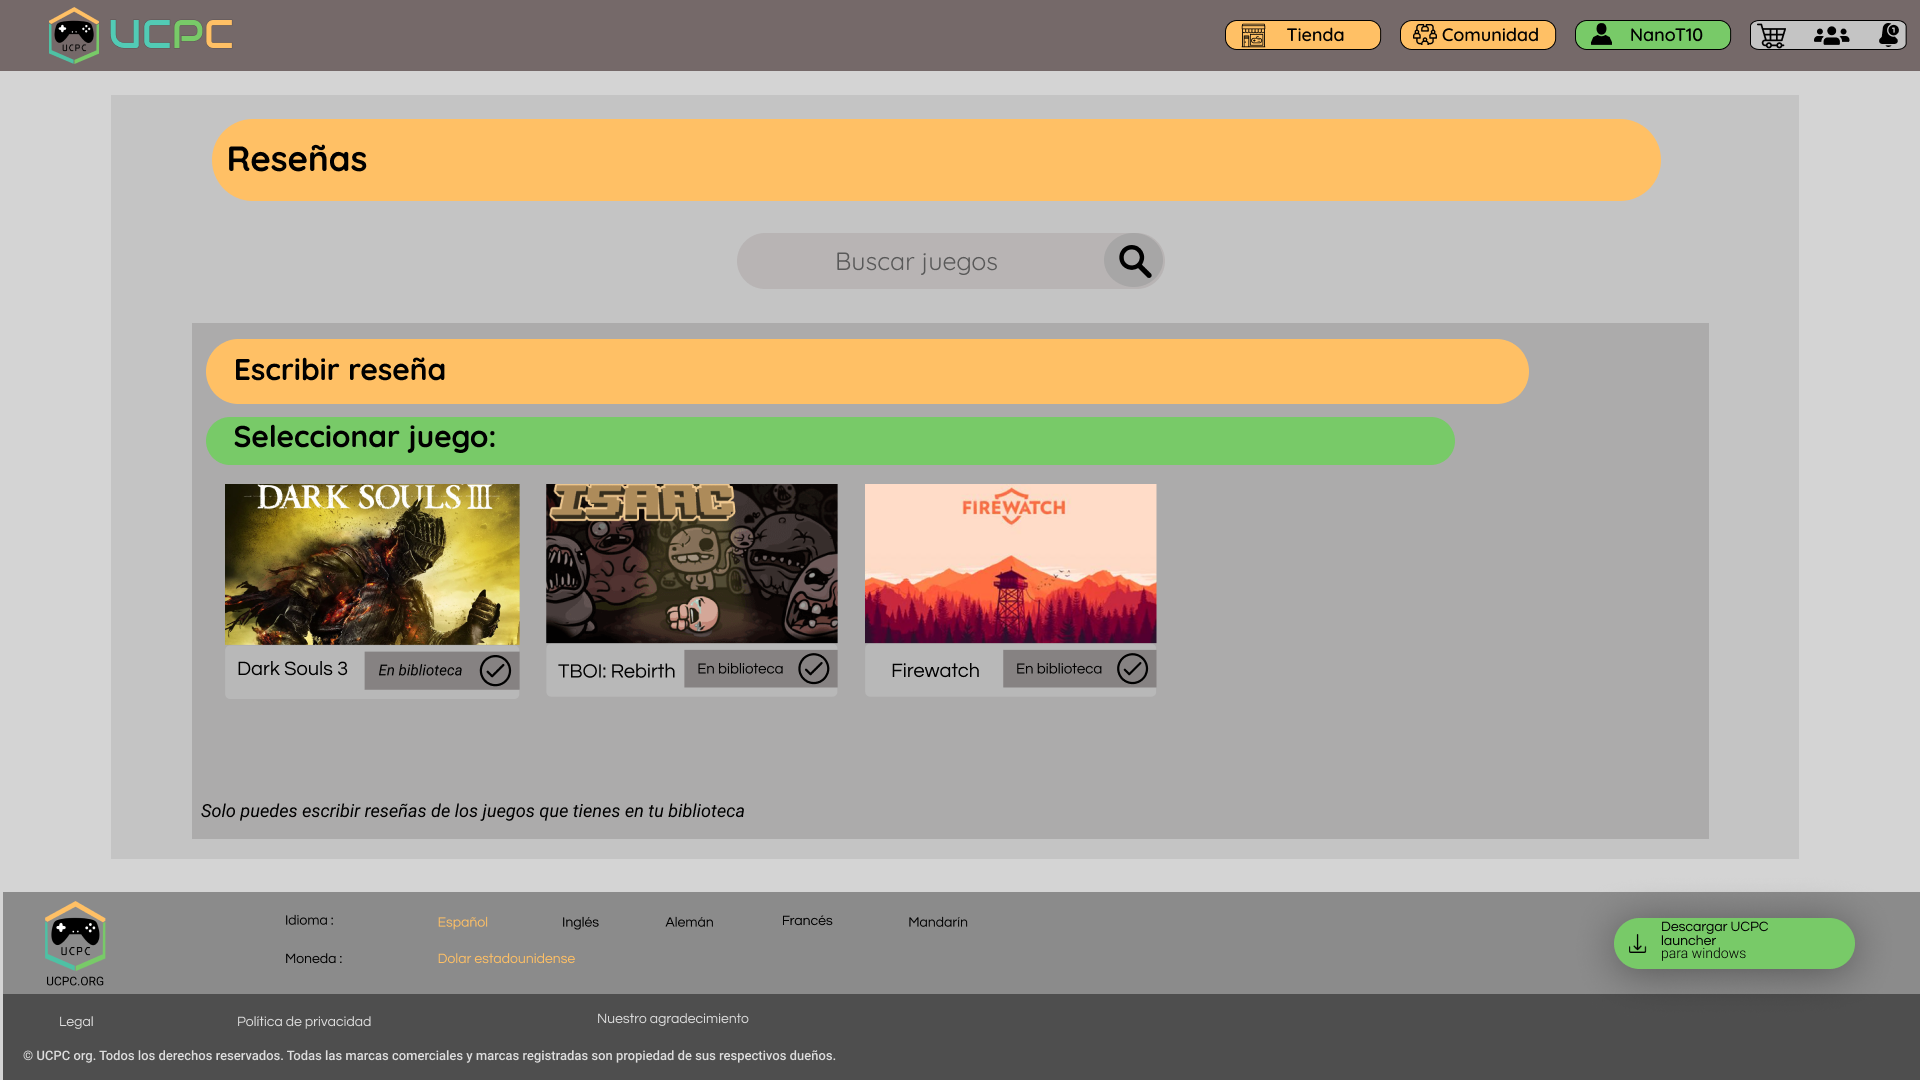 UCPC
UCPC
Tienda
Comunidad
NanoT10
1
Reseñas
Buscar juegos
Escribir reseña
Seleccionar juego:
DARK SOULS III
ISAAC
FIREWATCH
Dark Souls 3
En biblioteca
TBOI: Rebirth
En biblioteca
Firewatch
En biblioteca
Solo puedes escribir reseñas de los juegos que tienes en tu biblioteca
UCPC
UCPC.ORG
Idioma :
Español
Inglés
Alemán
Francés
Mandarín
Moneda :
Dolar estadounidense
Descargar UCPC
launcher
para windows
Legal
Política de privacidad
Nuestro agradecimiento
© UCPC org. Todos los derechos reservados. Todas las marcas comerciales y marcas registradas son propiedad de sus respectivos dueños.